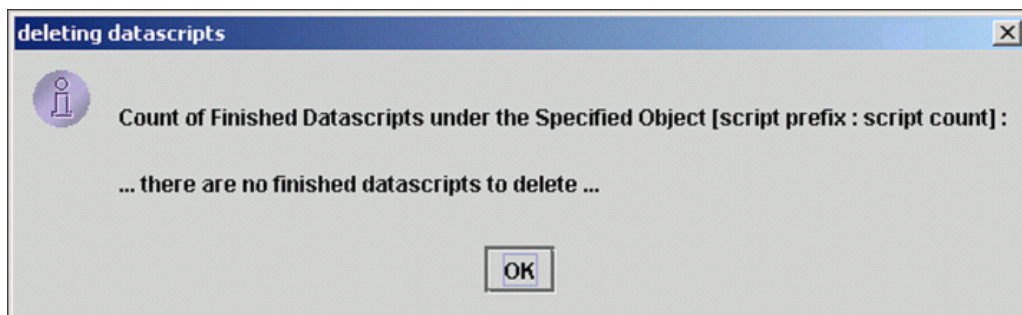 deleting datascripts
Count of Finished Datascripts under the Specified Object [script prefix : script count] :
... there are no finished datascripts to delete ...
OK